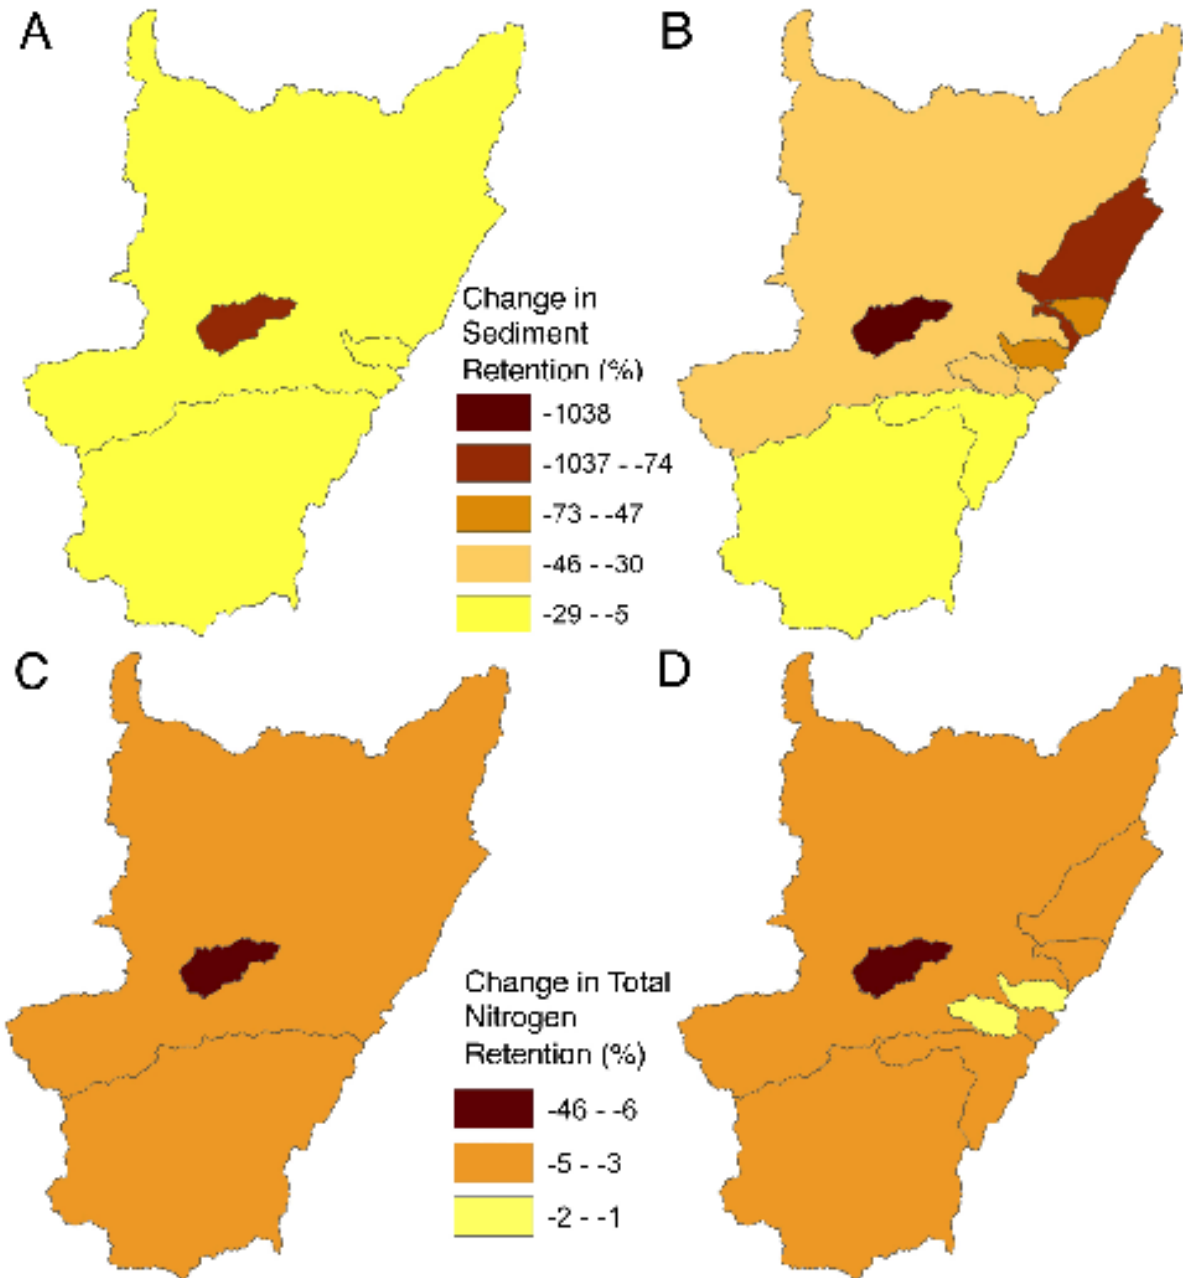 A
B
Change in
Sediment
Retention (%)
-1038
-1037 - -74
-73 - -47
-46 - -30
-29 - -5
C
D
Change in Total
Nitrogen
Retention (%)
-46 - -6
-5 - -3
-2 - -1